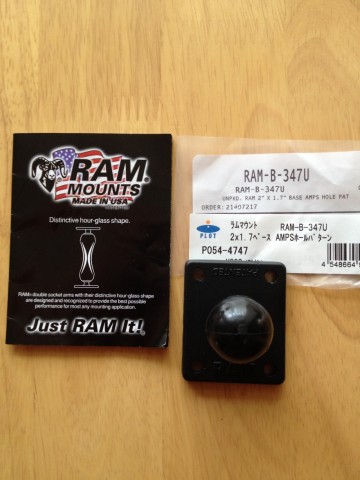 RAM
MOUNTS
MADE IN USA
Distinctive hour-glass shape.
RAM® double socket arms with their distinctive hour-glass shape
are designed and recognized to provide the best possible
performance for most any mounting application.
Just RAM It!
RAM-B-347U
RAM-B-347U
UNPKD. RAM 2" X 1.7" BASE AMPS HOLE PAT
ORDER: 21407217
PLOT
ラムマウント RAM-B-347U
2x1.7ベース AMPSホールパターン
P054-4747
4548664